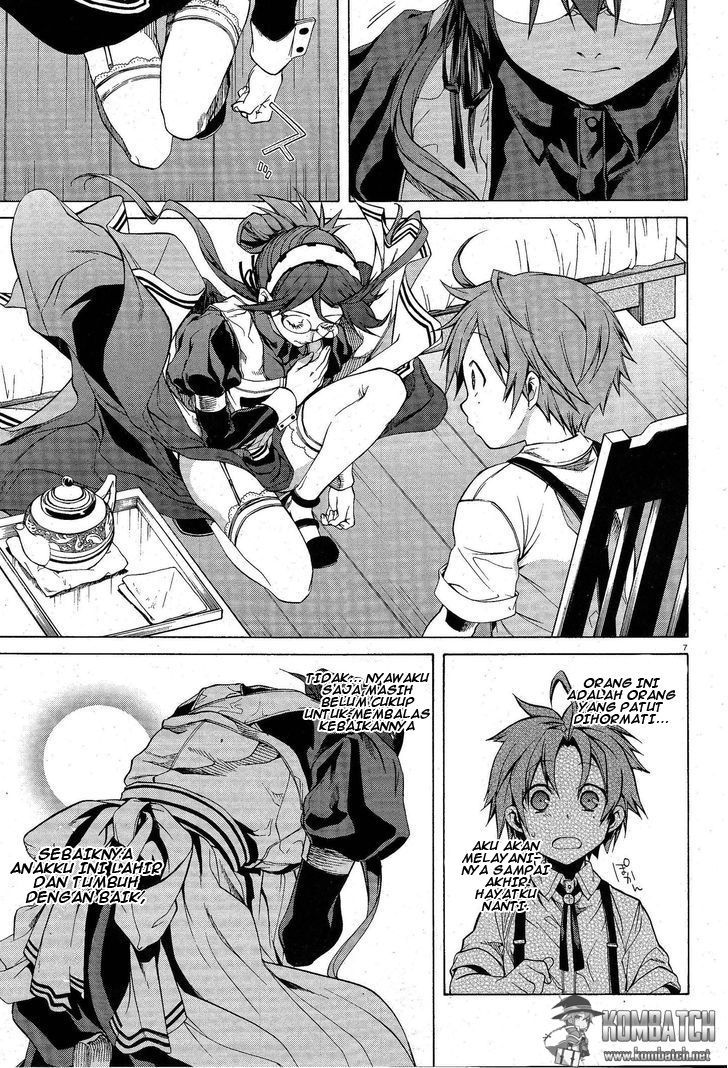 7
ORANG INI
ADALAH ORANG
YANG PATUT
DIHORMATI...
AKU AKAN
MELAYANI-
NYA SAMPAI
AKHIR
HAYATKU
NANTI.
TIDAK... NYAWAKU
SAJA MASIH
BELUM CUKUP
UNTUK MEMBALAS
KEBAIKANNYA
SEBAIKNYA
ANAKKU INI LAHIR
DAN TUMBUH
DENGAN BAIK,
KOMBATCH
www.kombatch.net